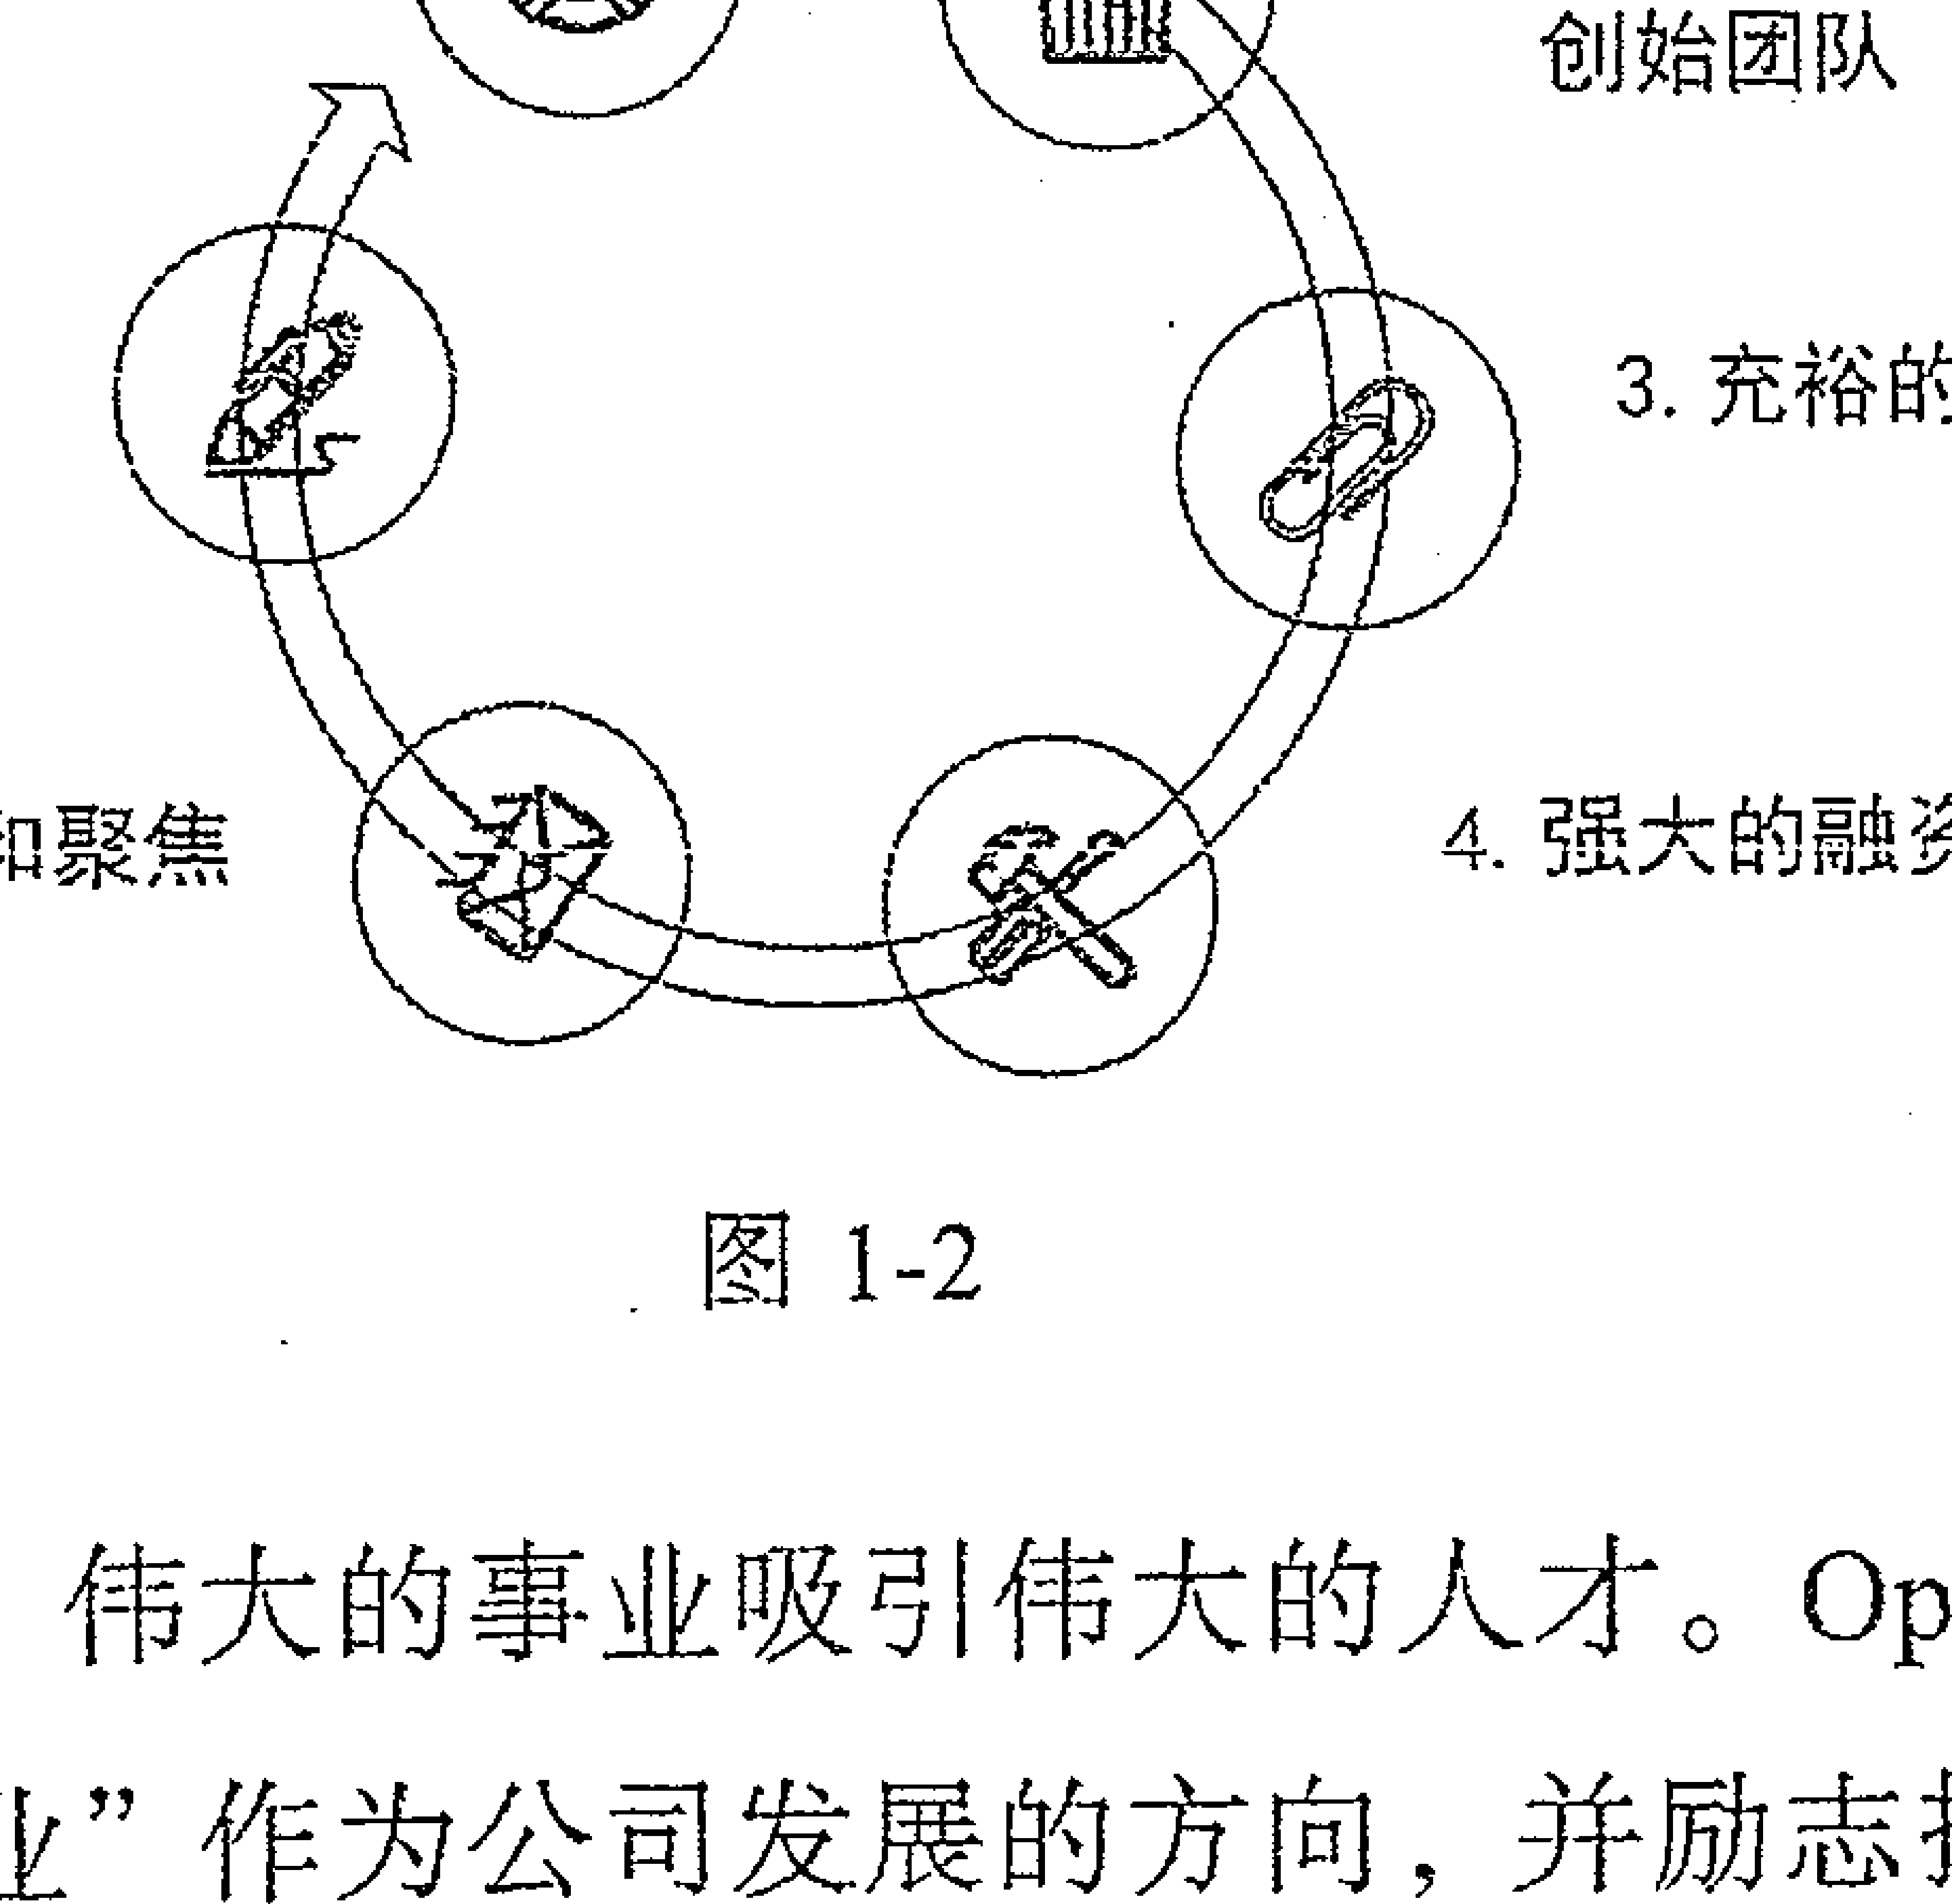 创始团队
3. 充裕的
和聚焦
4. 强大的融资
图 1-2
伟大的事业吸引伟大的人才。Op
业”作为公司发展的方向，并励志